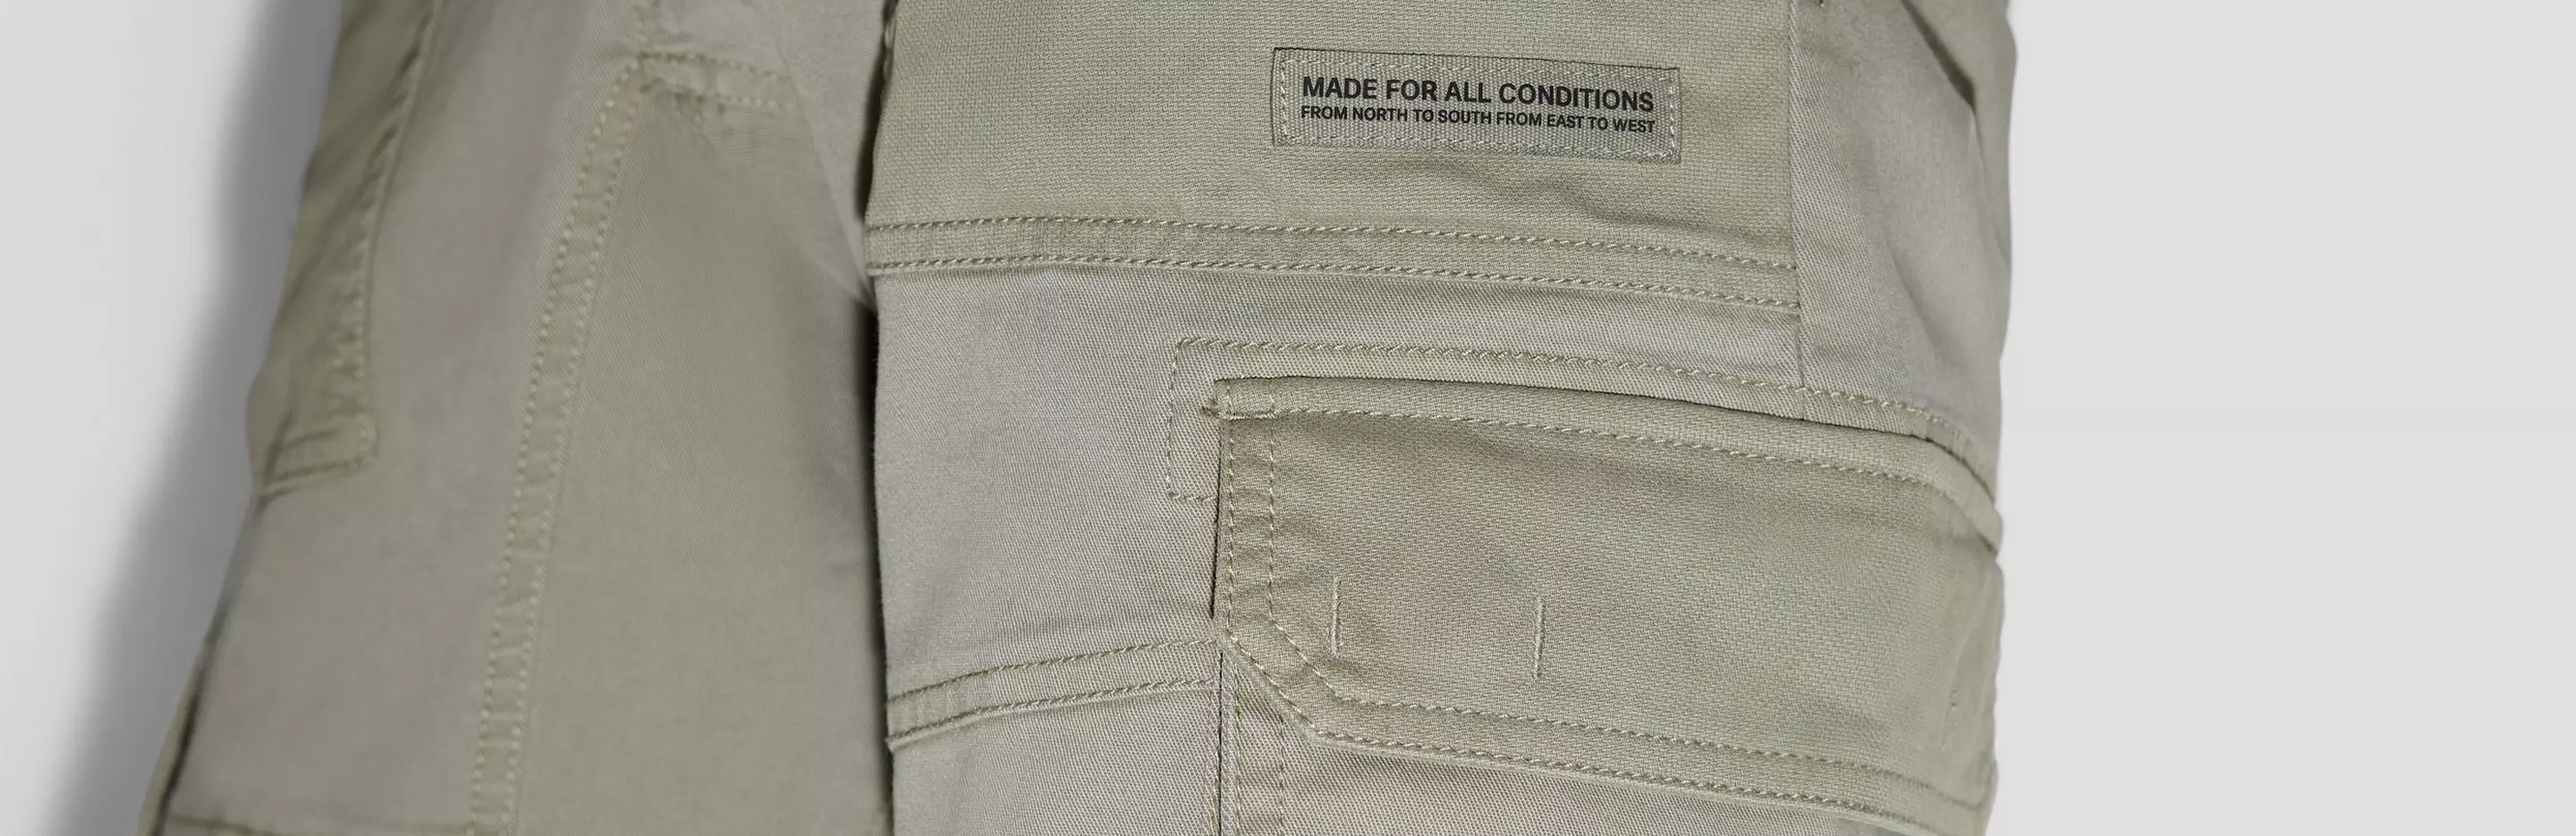 MADE FOR ALL CONDITIONS
FROM NORTH TO SOUTH FROM EAST TO WEST